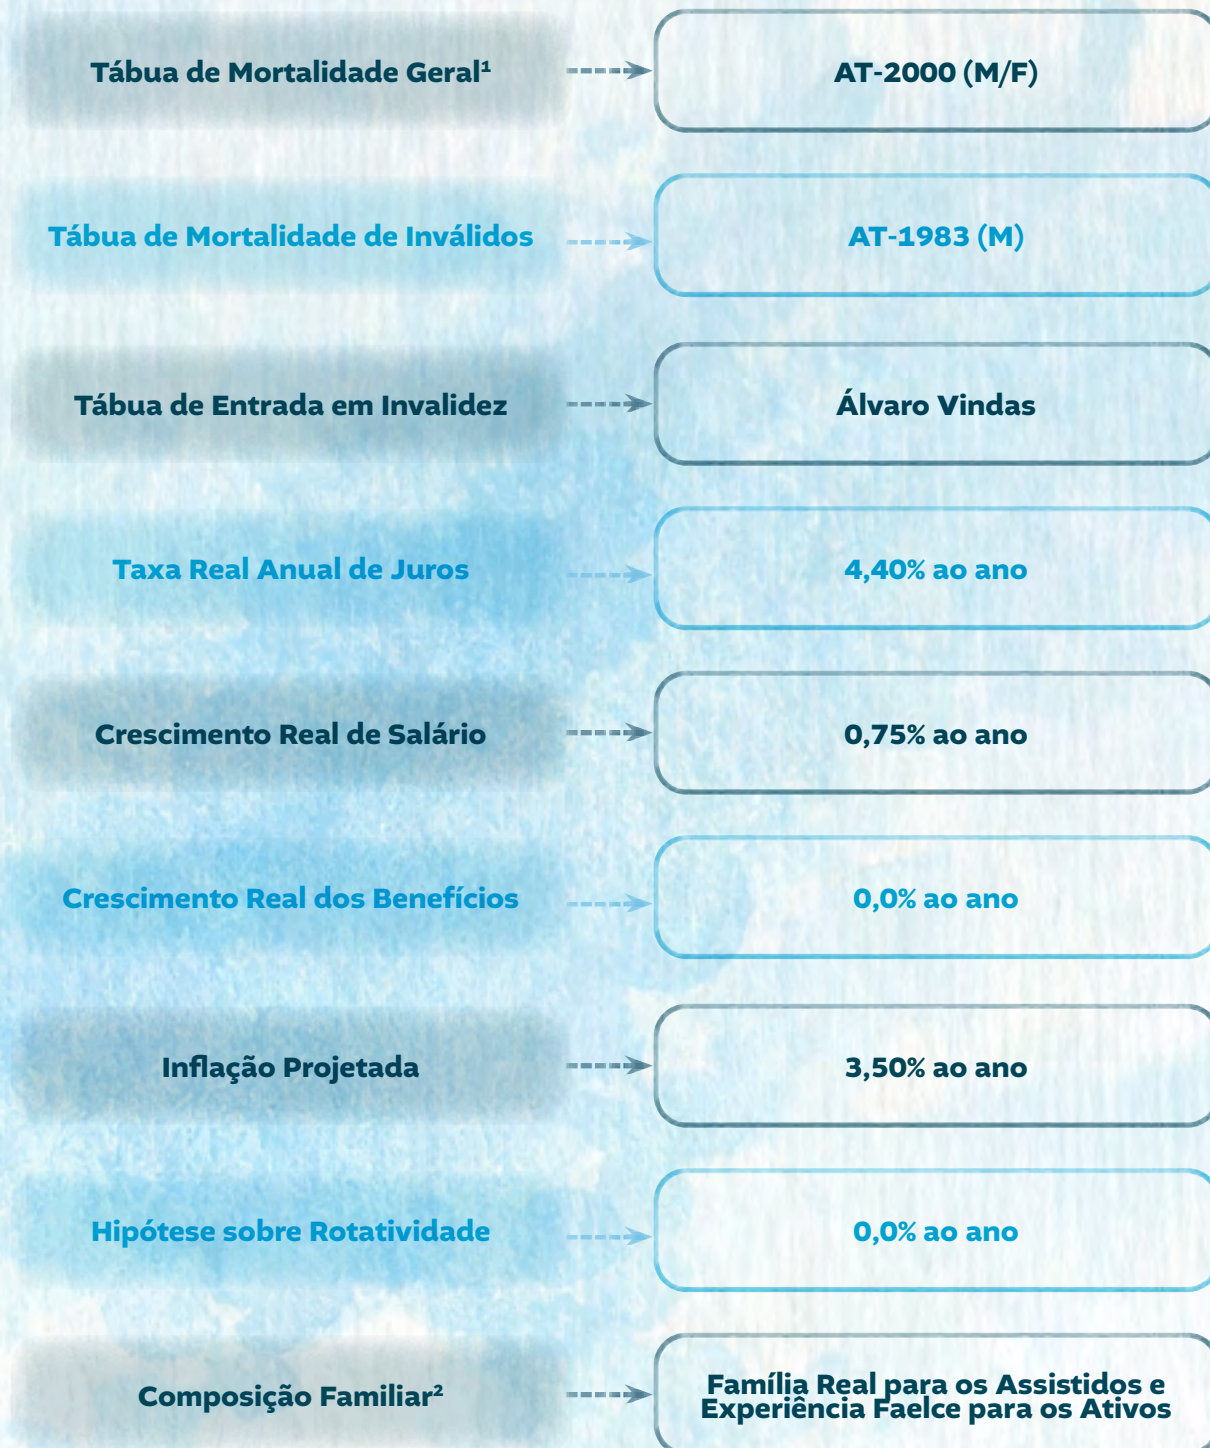 Tábua de Mortalidade Geral¹
AT-2000 (M/F)
Tábua de Mortalidade de Inválidos
AT-1983 (M)
Tábua de Entrada em Invalidez
Álvaro Vindas
Taxa Real Anual de Juros
4,40% ao ano
Crescimento Real de Salário
0,75% ao ano
Crescimento Real dos Benefícios
0,0% ao ano
Inflação Projetada
3,50% ao ano
Hipótese sobre Rotatividade
0,0% ao ano
Composição Familiar²
Família Real para os Assistidos e
Experiência Faelce para os Ativos